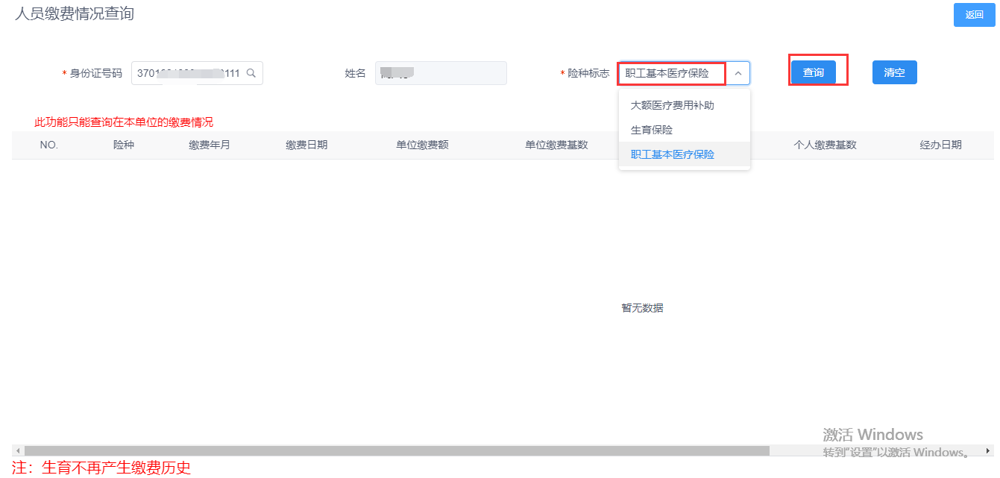 人员缴费情况查询
返回
* 身份证号码 3701 111 姓名 * 险种标志 职工基本医疗保险 查询 清空
大额医疗费用补助
生育保险
职工基本医疗保险
此功能只能查询在本单位的缴费情况
NO. 险种 缴费年月 缴费日期 单位缴费额 单位缴费基数 个人缴费基数 经办日期
暂无数据
激活 Windows
转到"设置"以激活 Windows。
注：生育不再产生缴费历史